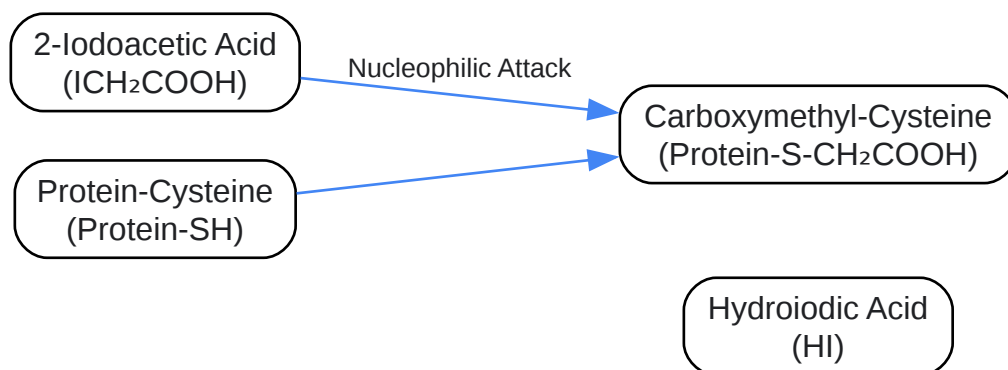 2-Iodoacetic Acid
(ICH₂COOH)
Nucleophilic Attack
Carboxymethyl-Cysteine
(Protein-S-CH₂COOH)
Protein-Cysteine
(Protein-SH)
Hydroiodic Acid
(HI)